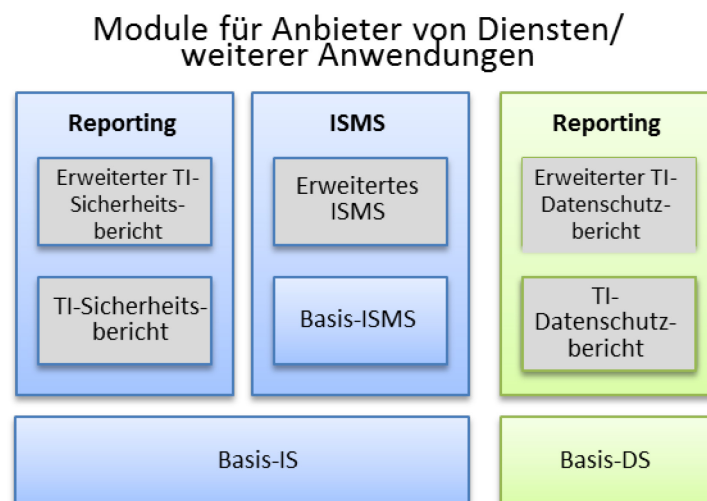 Module für Anbieter von Diensten/
weiterer Anwendungen
Reporting
Erweiterter TI-
Sicherheits-
bericht
TI-Sicherheits-
bericht
ISMS
Erweitertes
ISMS
Basis-ISMS
Reporting
Erweiterter TI-
Datenschutz-
bericht
TI-
Datenschutz-
bericht
Basis-IS
Basis-DS